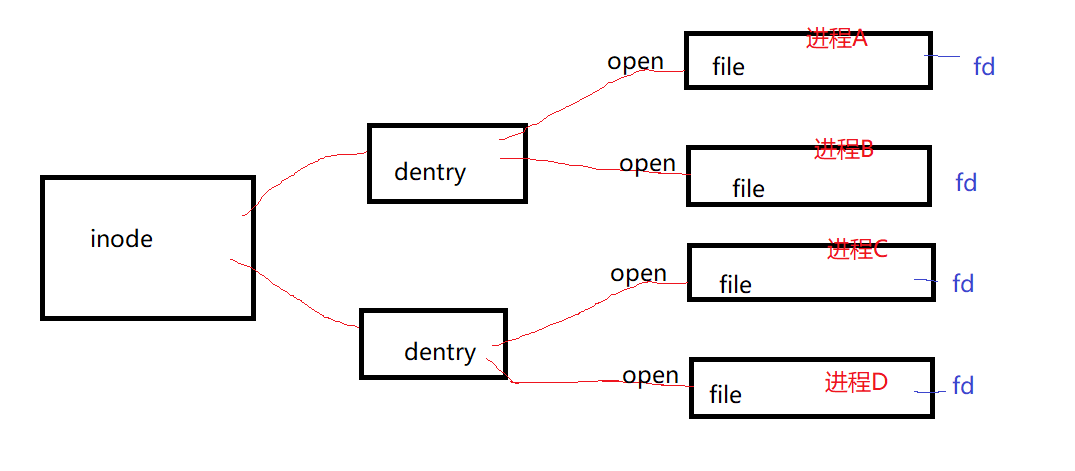 inode
dentry
open
进程A
file
fd
open
进程B
file
fd
dentry
open
进程C
file
fd
open
进程D
file
fd